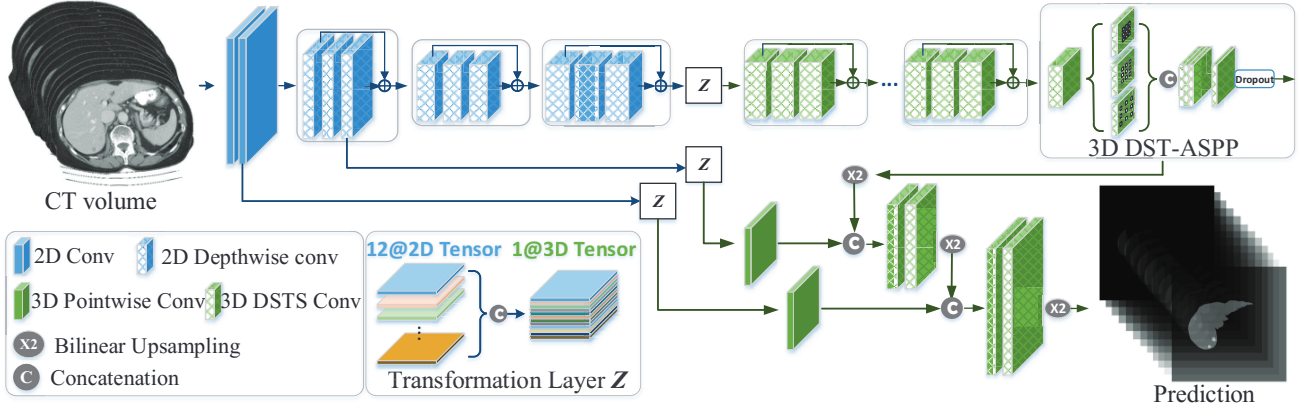 Z
...
C
Dropout
3D DST-ASPP
CT volume
Z
Z
X2
C
X2
C
X2
12@2D Tensor 1@3D Tensor
2D Conv
2D Depthwise conv
3D Pointwise Conv
3D DSTS Conv
X2 Bilinear Upsampling
C Concatenation
C
Transformation Layer Z
Prediction